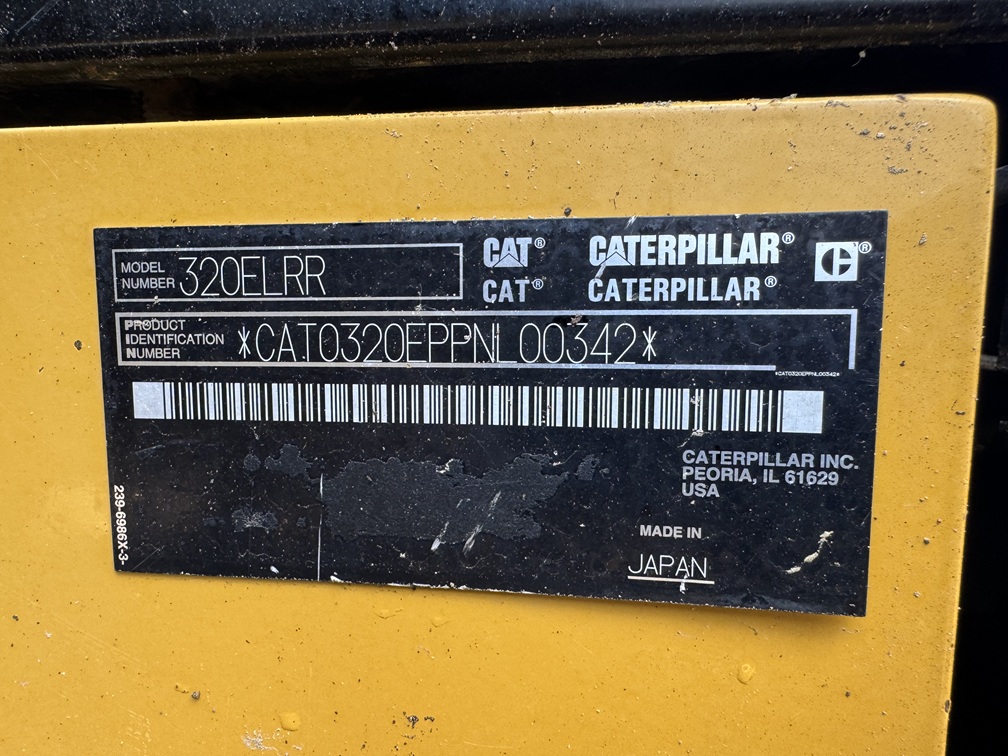 MODEL
NUMBER 320ELRR
CAT® CATERPILLAR® ®
CAT® CATERPILLAR®
PRODUCT
IDENTIFICATION
NUMBER *CAT0320EPPNL00342*
*CAT0320EPPNL00342*
CATERPILLAR INC.
PEORIA, IL 61629
USA
239-6986X-3-
MADE IN
JAPAN